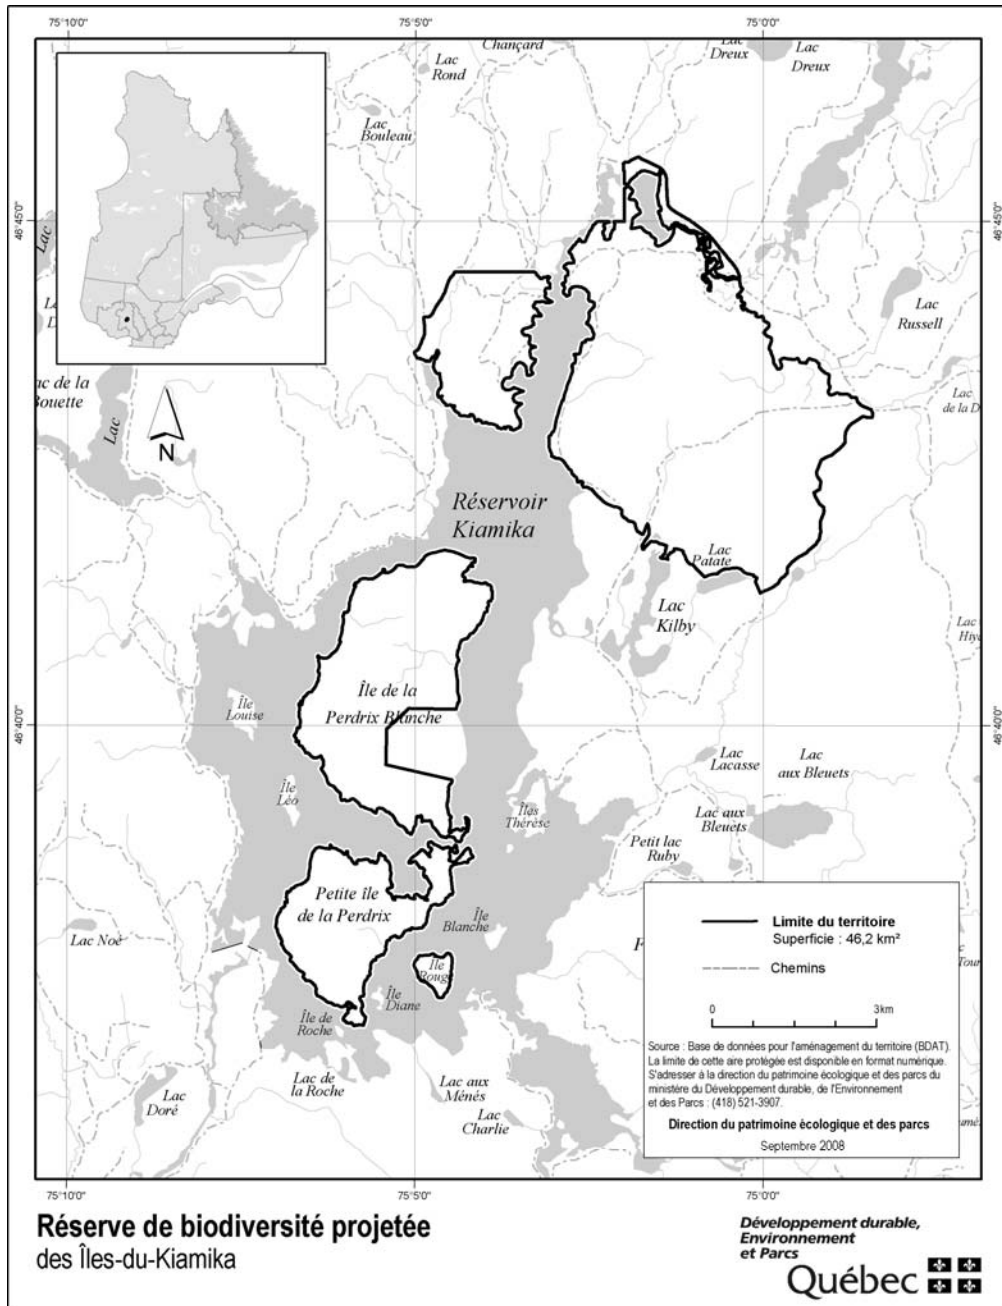 75°10'0"
75°5'0"
75°0'0"
Chançard
Lac
Rond
Lac
Dreux
Lac
Dreux
Lac
Bouleau
46°45'0"
46°45'0"
Lac
Lac
Russell
ac de la
Bouette
Lac
Lac
de la D
N
Réservoir
Kiamika
Lac
Patate
Lac
Kilby
Lac
Île
Louise
Île de la
Perdrix Blanche
46°40'0"
46°40'0"
Île
Léo
Îles
Thérèse
Lac
Lacasse
Lac
aux Bleuets
Lac aux
Bleuets
Petit lac
Ruby
Petite île
de la Perdrix
Île
Blanche
Lac Noé
Île
Rouge
Île
Diane
Île de
Roche
Lac de
la Roche
Lac aux
Ménés
Lac
Charlie
Lac
Doré
Limite du territoire
Superficie : 46,2 km²
Chemins
0 3km
Source : Base de données pour l'aménagement du territoire (BDAT).
La limite de cette aire protégée est disponible en format numérique.
S'adresser à la direction du patrimoine écologique et des parcs du
ministère du Développement durable, de l'Environnement
et des Parcs : (418) 521-3907.
Direction du patrimoine écologique et des parcs
Septembre 2008
75°10'0"
75°5'0"
75°0'0"
Réserve de biodiversité projetée
des Îles-du-Kiamika
Développement durable,
Environnement
et Parcs
Québec